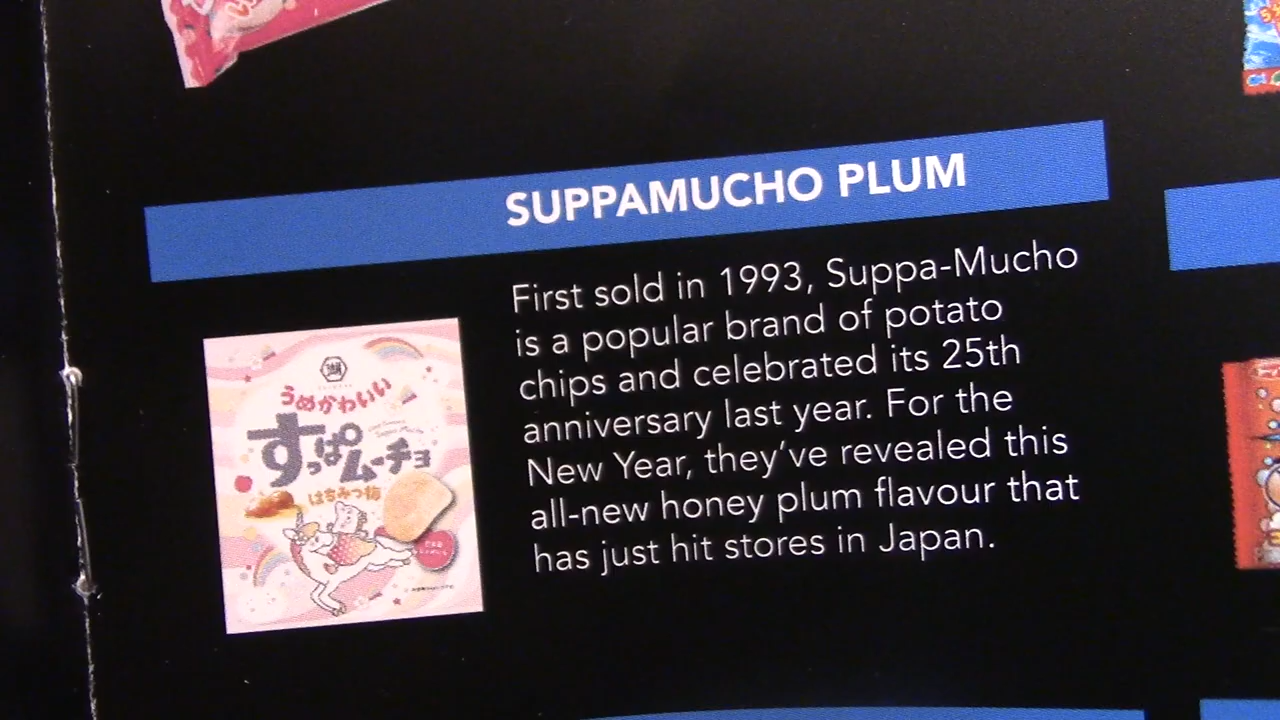 SUPPAMUCHO PLUM
First sold in 1993, Suppa-Mucho
is a popular brand of potato
chips and celebrated its 25th
anniversary last year. For the
New Year, they've revealed this
all-new honey plum flavour that
has just hit stores in Japan.
うめかわいい
すっぱムーチョ
はちみつ梅